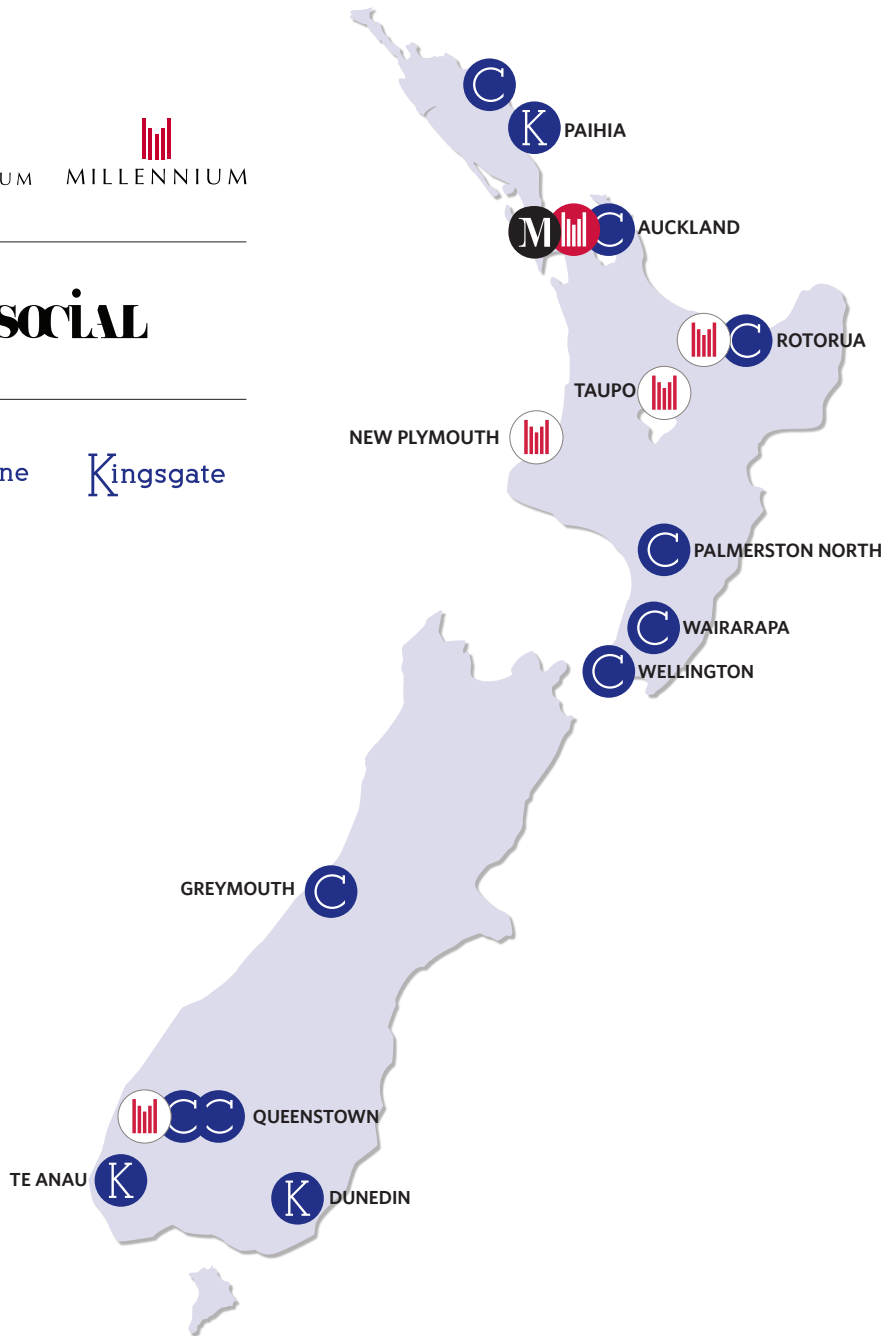 UM MILLENNIUM
SOCiAL
ne Kingsgate
C
K PAIHIA
M C AUCKLAND
C ROTORUA
TAUPO
NEW PLYMOUTH
C PALMERSTON NORTH
C WAIRARAPA
C WELLINGTON
GREYMOUTH C
C C QUEENSTOWN
TE ANAU K
K DUNEDIN